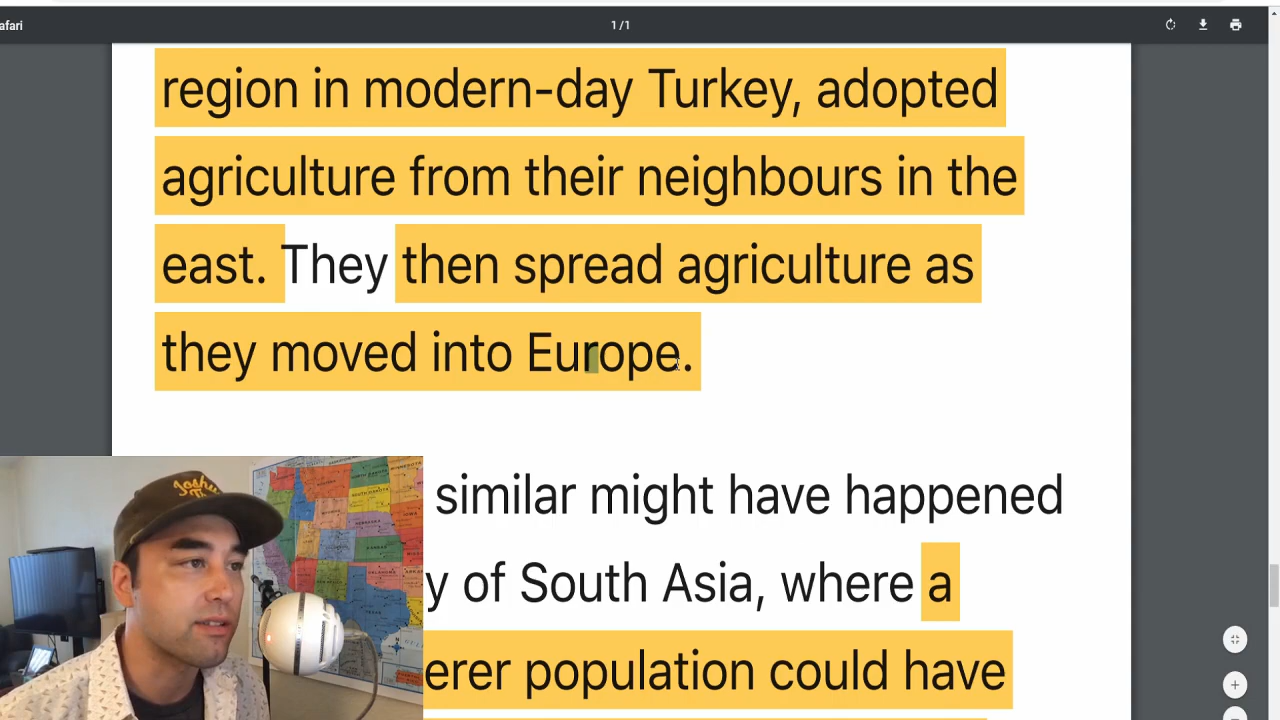 afari
1/1
region in modern-day Turkey, adopted
agriculture from their neighbours in the
east. They then spread agriculture as
they moved into Europe.
similar might have happened
y of South Asia, where a
erer population could have
Joshua